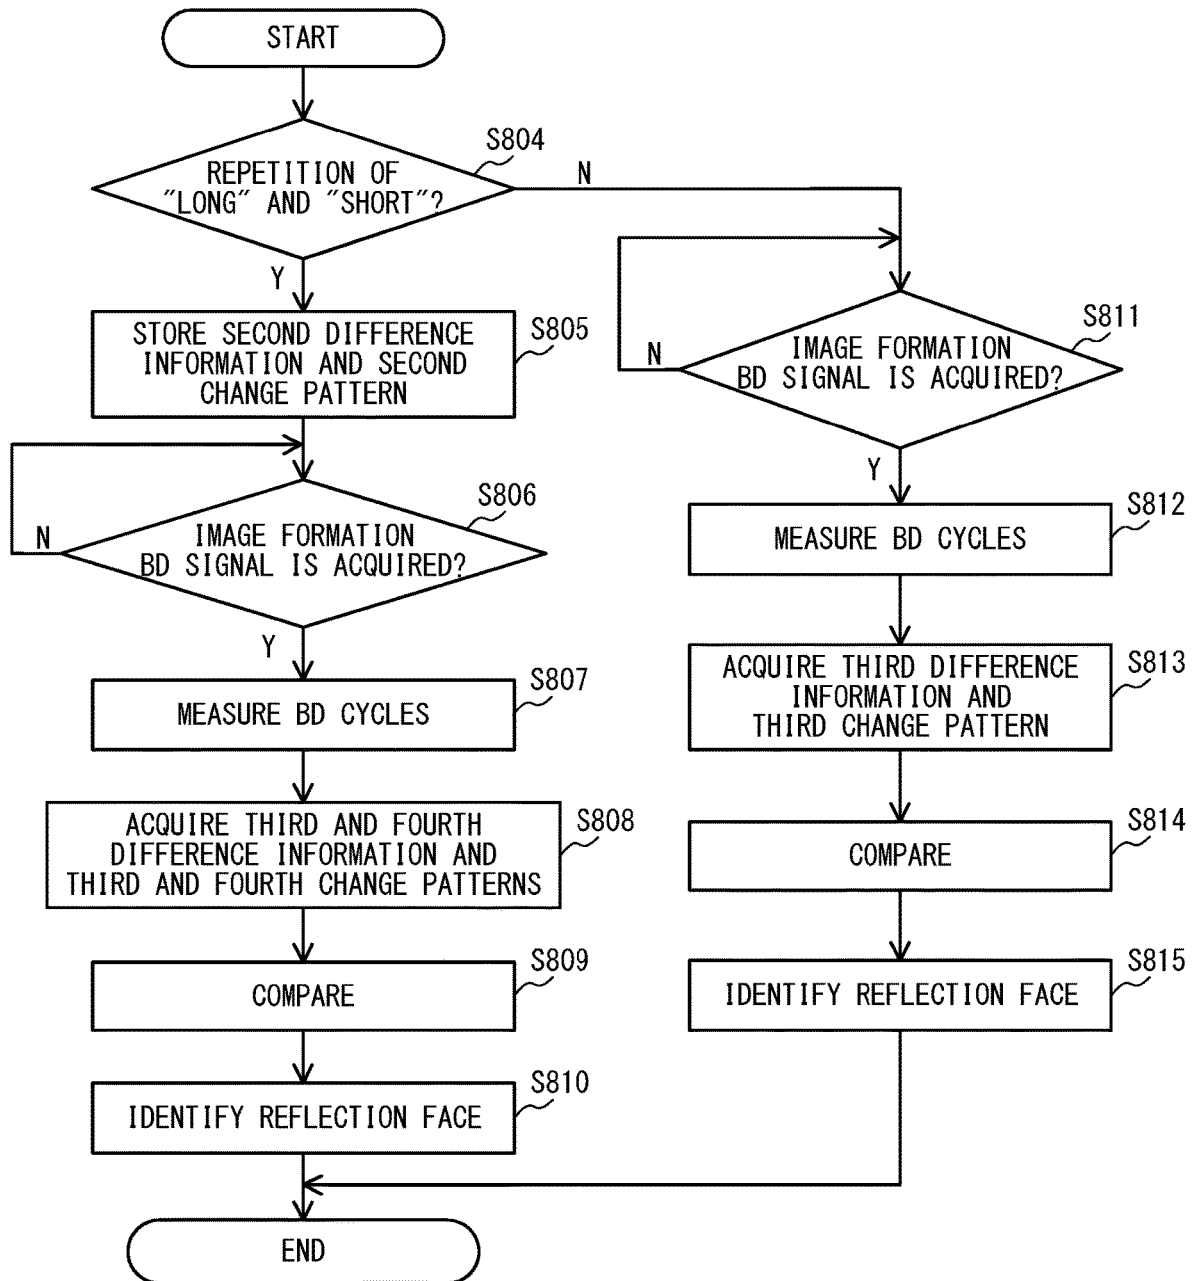 START
S804
REPETITION OF
"LONG" AND "SHORT"?
N
Y
STORE SECOND DIFFERENCE
INFORMATION AND SECOND
CHANGE PATTERN
S805
S806
IMAGE FORMATION
BD SIGNAL IS ACQUIRED?
N
Y
S807
MEASURE BD CYCLES
ACQUIRE THIRD AND FOURTH
DIFFERENCE INFORMATION AND
THIRD AND FOURTH CHANGE PATTERNS
S808
S809
COMPARE
S810
IDENTIFY REFLECTION FACE
S811
IMAGE FORMATION
BD SIGNAL IS ACQUIRED?
N
Y
S812
MEASURE BD CYCLES
ACQUIRE THIRD DIFFERENCE
INFORMATION AND
THIRD CHANGE PATTERN
S813
S814
COMPARE
S815
IDENTIFY REFLECTION FACE
END